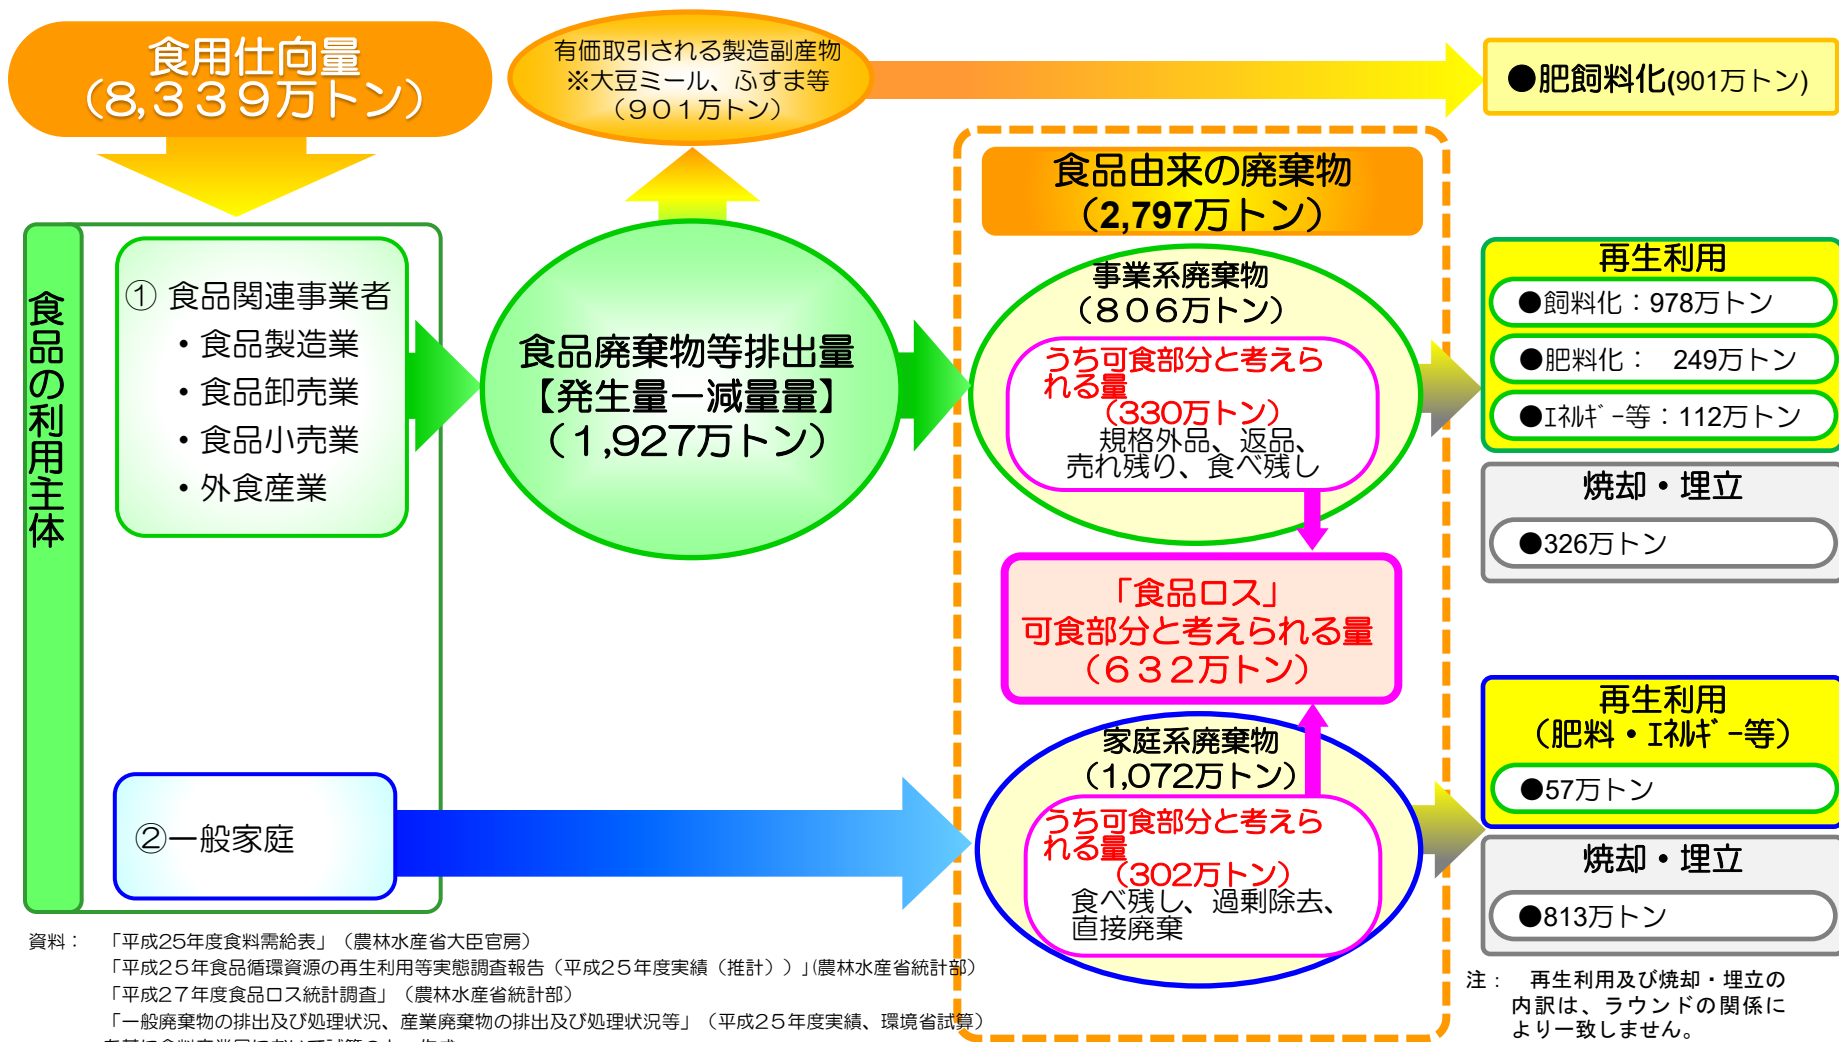 食用仕向量
（8,３３９万トン）
有価取引される製造副産物
※大豆ミール、ふすま等
（９０１万トン）
●肥飼料化(901万トン)
食品由来の廃棄物
（2,797万トン）
食品の利用主体
① 食品関連事業者
・食品製造業
・食品卸売業
・食品小売業
・外食産業
食品廃棄物等排出量
【発生量－減量量】
（１,９２７万トン）
事業系廃棄物
（８０６万トン）
うち可食部分と考えら
れる量
（330万トン）
規格外品、返品、
売れ残り、食べ残し
再生利用
●飼料化：978万トン
●肥料化：　249万トン
●ｴﾈﾙｷﾞｰ等：112万トン
焼却・埋立
●326万トン
「食品ロス」
可食部分と考えられる量
（６３２万トン）
②一般家庭
家庭系廃棄物
（1,072万トン）
うち可食部分と考えら
れる量
（302万トン）
食べ残し、過剰除去、
直接廃棄
再生利用
（肥料・ｴﾈﾙｷﾞｰ等）
●57万トン
焼却・埋立
●813万トン
資料：　「平成25年度食料需給表」（農林水産省大臣官房）
「平成２５年食品循環資源の再生利用等実態調査報告（平成２５年度実績（推計））」(農林水産省統計部）
「平成２７年度食品ロス統計調査」（農林水産省統計部）
「一般廃棄物の排出及び処理状況、産業廃棄物の排出及び処理状況等」（平成２５年度実績、環境省試算）
注：　再生利用及び焼却・埋立の
内訳は、ラウンドの関係に
より一致しません。